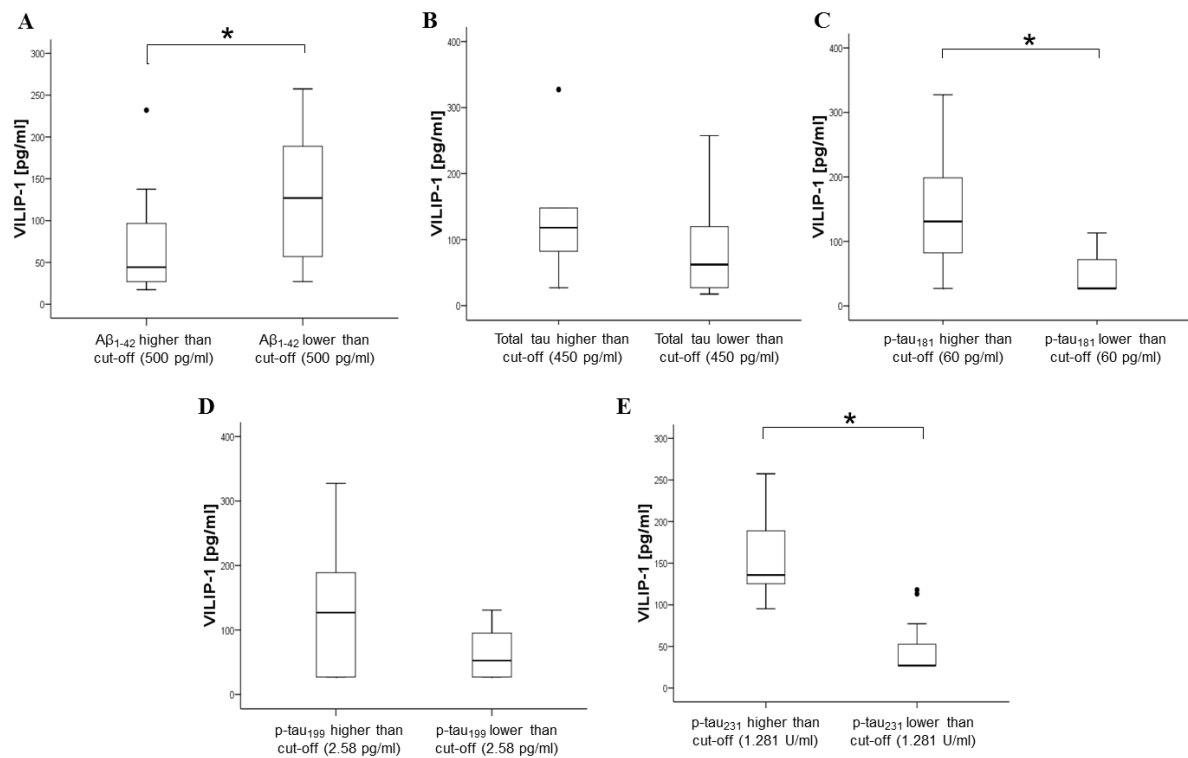 A
*
VILIP-1 [pg/ml]
300
250
200
150
100
50
0
Aβ1-42 higher than
cut-off (500 pg/ml)
Aβ1-42 lower than
cut-off (500 pg/ml)
B
VILIP-1 [pg/ml]
400
300
200
100
0
Total tau higher than
cut-off (450 pg/ml)
Total tau lower than
cut-off (450 pg/ml)
C
*
VILIP-1 [pg/ml]
400
300
200
100
0
p-tau181 higher than
cut-off (60 pg/ml)
p-tau181 lower than
cut-off (60 pg/ml)
D
VILIP-1 [pg/ml]
400
300
200
100
0
p-tau199 higher than
cut-off (2.58 pg/ml)
p-tau199 lower than
cut-off (2.58 pg/ml)
E
*
VILIP-1 [pg/ml]
300
250
200
150
100
50
0
p-tau231 higher than
cut-off (1.281 U/ml)
p-tau231 lower than
cut-off (1.281 U/ml)